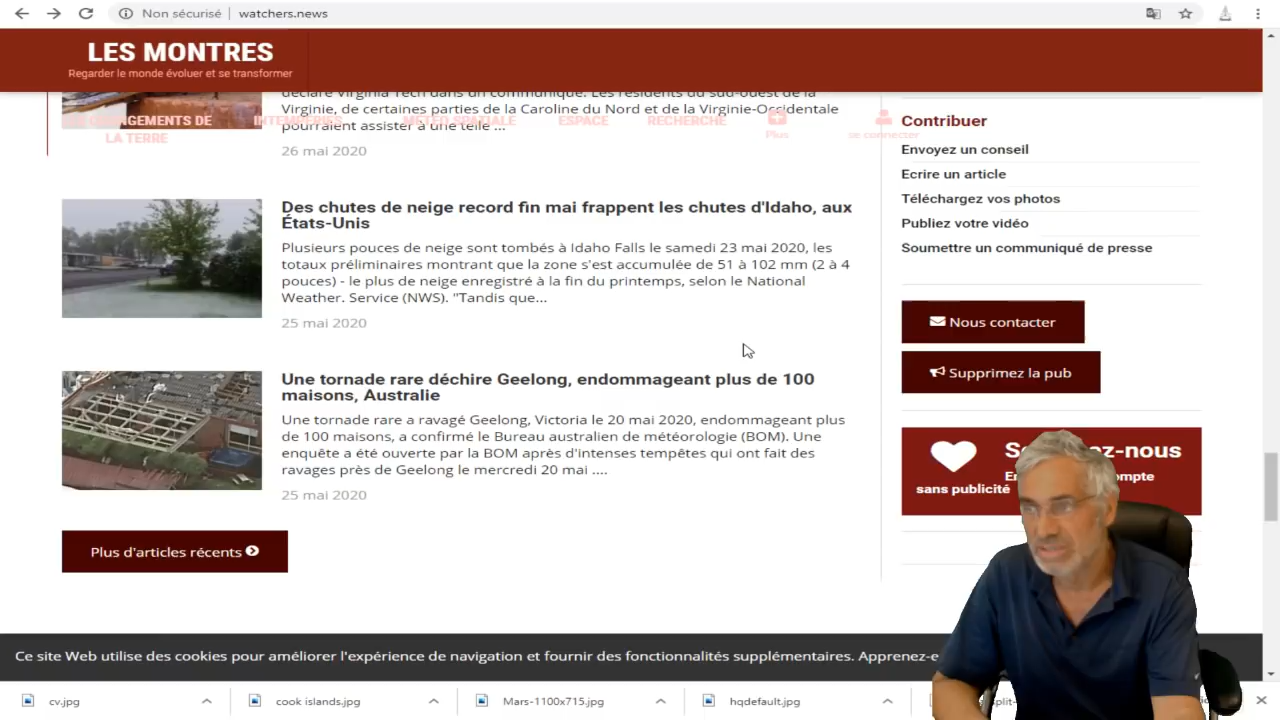 Non sécurisé | watchers.news
LES MONTRES
Regarder le monde évoluer et se transformer
déclaré Virginia Tech dans un communiqué. Les résidents du sud-ouest de la
Virginie, de certaines parties de la Caroline du Nord et de la Virginie-Occidentale
pourraient assister à une telle ...
26 mai 2020
LA TERRE
MÉTÉO SPATIALE
ESPACE
RECHERCHE
Plus
se connecter
Des chutes de neige record fin mai frappent les chutes d'Idaho, aux
États-Unis
Plusieurs pouces de neige sont tombés à Idaho Falls le samedi 23 mai 2020, les
totaux préliminaires montrant que la zone s'est accumulée de 51 à 102 mm (2 à 4
pouces) - le plus de neige enregistré à la fin du printemps, selon le National
Weather. Service (NWS). "Tandis que...
25 mai 2020
Une tornade rare déchire Geelong, endommageant plus de 100
maisons, Australie
Une tornade rare a ravagé Geelong, Victoria le 20 mai 2020, endommageant plus
de 100 maisons, a confirmé le Bureau australien de météorologie (BOM). Une
enquête a été ouverte par la BOM après d'intenses tempêtes qui ont fait des
ravages près de Geelong le mercredi 20 mai ....
25 mai 2020
Plus d'articles récents
Contribuer
Envoyez un conseil
Ecrire un article
Téléchargez vos photos
Publiez votre vidéo
Soumettre un communiqué de presse
Nous contacter
Supprimez la pub
sans publicité
Ce site Web utilise des cookies pour améliorer l'expérience de navigation et fournir des fonctionnalités supplémentaires.
cv.jpg
cook islands.jpg
Mars-1100x715.jpg
hqdefault.jpg